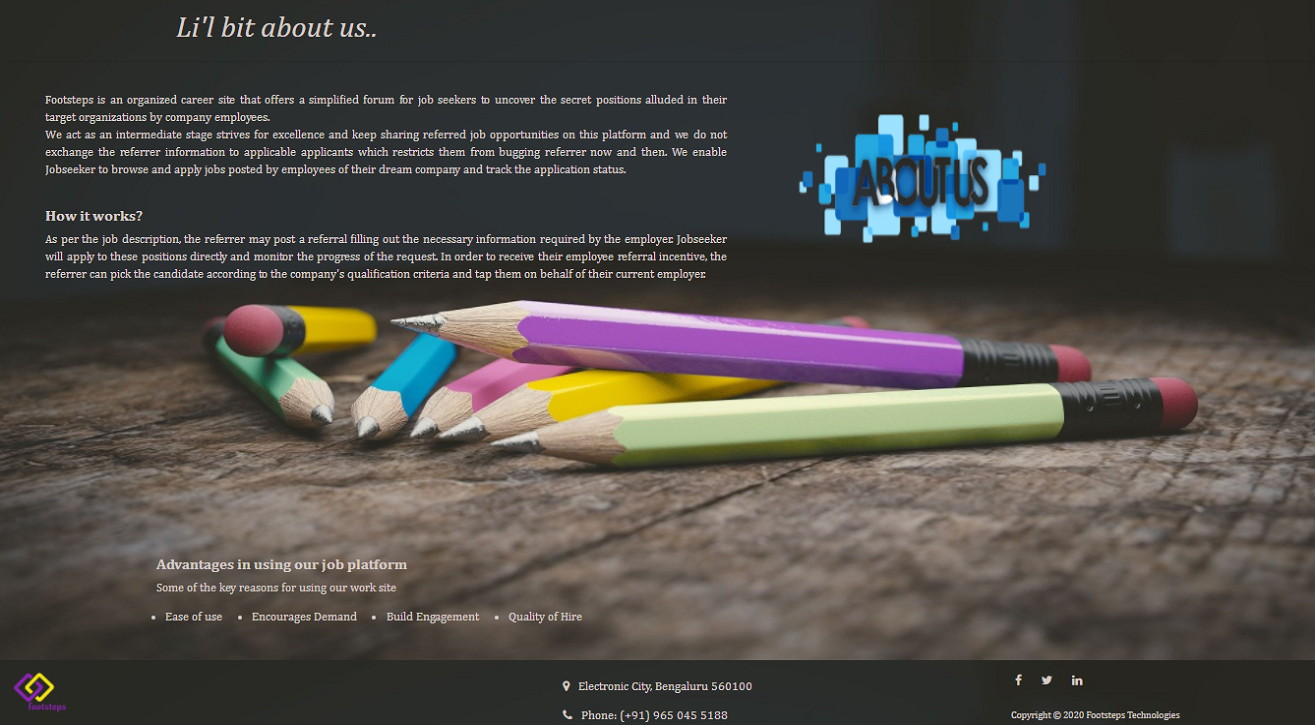 Li'l bit about us..
Footsteps is an organized career site that offers a simplified forum for job seekers to uncover the secret positions alluded in their
target organizations by company employees.
We act as an intermediate stage strives for excellence and keep sharing referred job opportunities on this platform and we do not
exchange the referrer information to applicable applicants which restricts them from bugging referrer now and then. We enable
Jobseeker to browse and apply jobs posted by employees of their dream company and track the application status.
ABOUT US
How it works?
As per the job description, the referrer may post a referral filling out the necessary information required by the employer. Jobseeker
will apply to these positions directly and monitor the progress of the request. In order to receive their employee referral incentive, the
referrer can pick the candidate according to the company's qualification criteria and tap them on behalf of their current employer.
Advantages in using our job platform
Some of the key reasons for using our work site
• Ease of use • Encourages Demand • Build Engagement • Quality of Hire
footsteps
Electronic City, Bengaluru 560100
Phone: (+91) 965 045 5188
Copyright © 2020 Footsteps Technologies